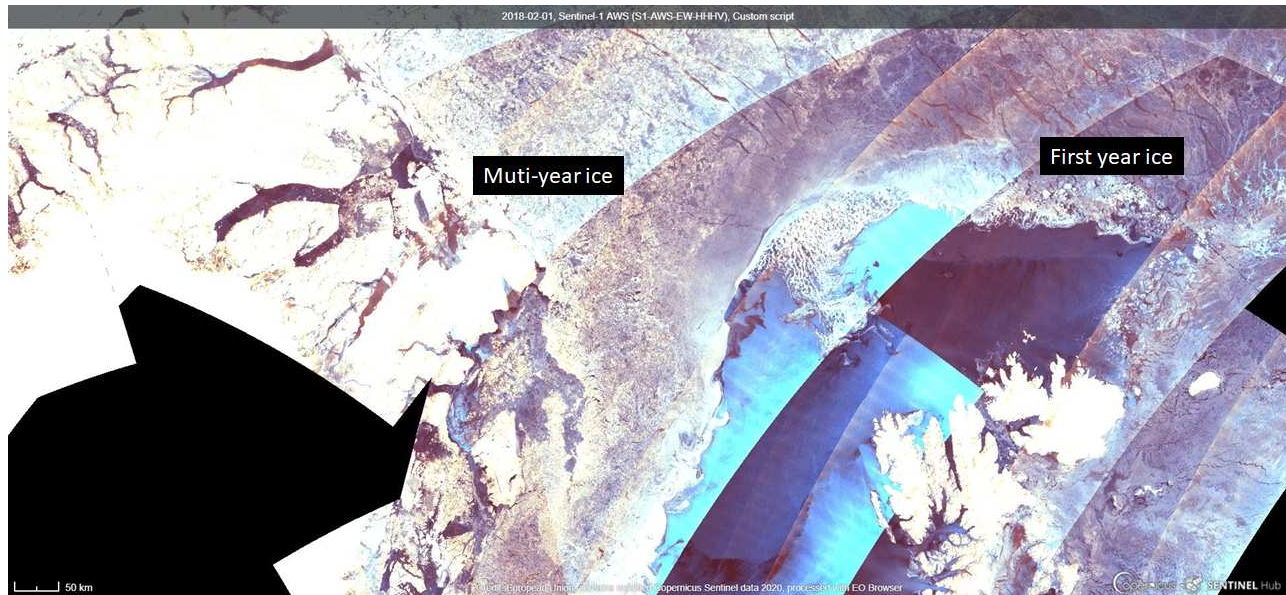 2018-02-01, Sentinel-1 AWS (S1-AWS-EW-HHHV), Custom script
First year ice
Muti-year ice
50 km
Copernicus Sentinel data 2020, processed with EO Browser
Copernicus SENTINEL Hub